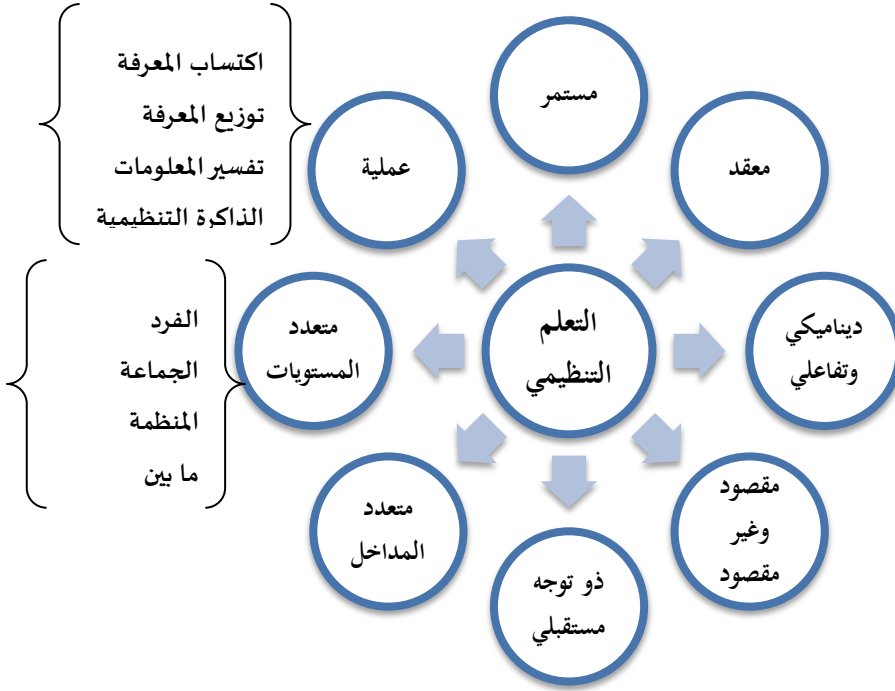 اكتساب المعرفة
توزيع المعرفة
تفسير المعلومات
الذاكرة التنظيمية
عملية
مستمر
معقد
الفرد
الجماعة
المنظمة
ما بين
متعدد
المستويات
التعلم
التنظيمي
ديناميكي
وتفاعلي
متعدد
المداخل
ذو توجه
مستقبلي
مقصود
وغير
مقصود